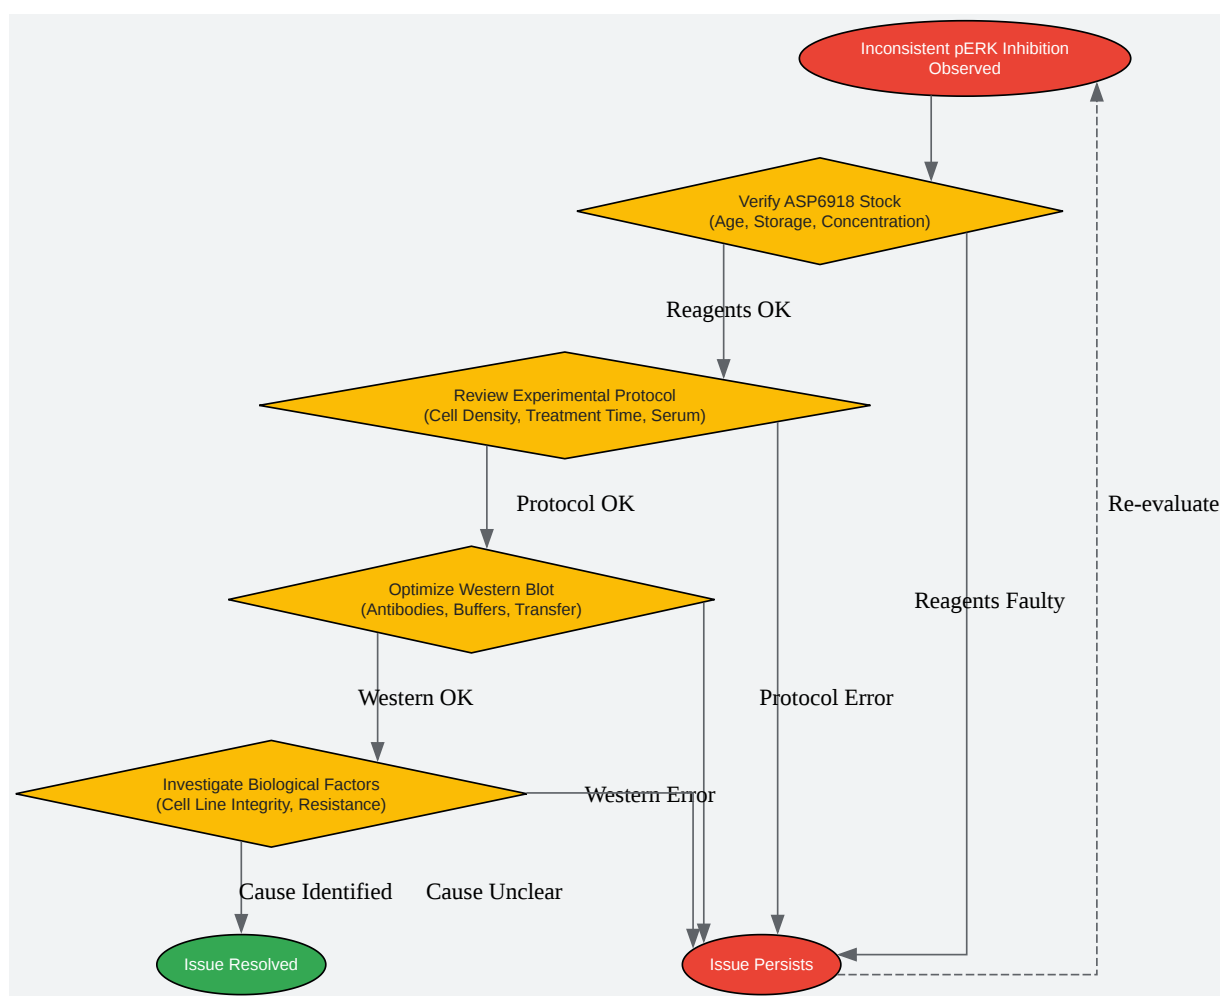 Inconsistent pERK Inhibition
Observed
Verify ASP6918 Stock
(Age, Storage, Concentration)
Reagents OK
Review Experimental Protocol
(Cell Density, Treatment Time, Serum)
Protocol OK
Re-evaluate
Optimize Western Blot
(Antibodies, Buffers, Transfer)
Reagents Faulty
Western OK
Protocol Error
Investigate Biological Factors
(Cell Line Integrity, Resistance)
Western Error
Cause Identified
Cause Unclear
Issue Resolved
Issue Persists